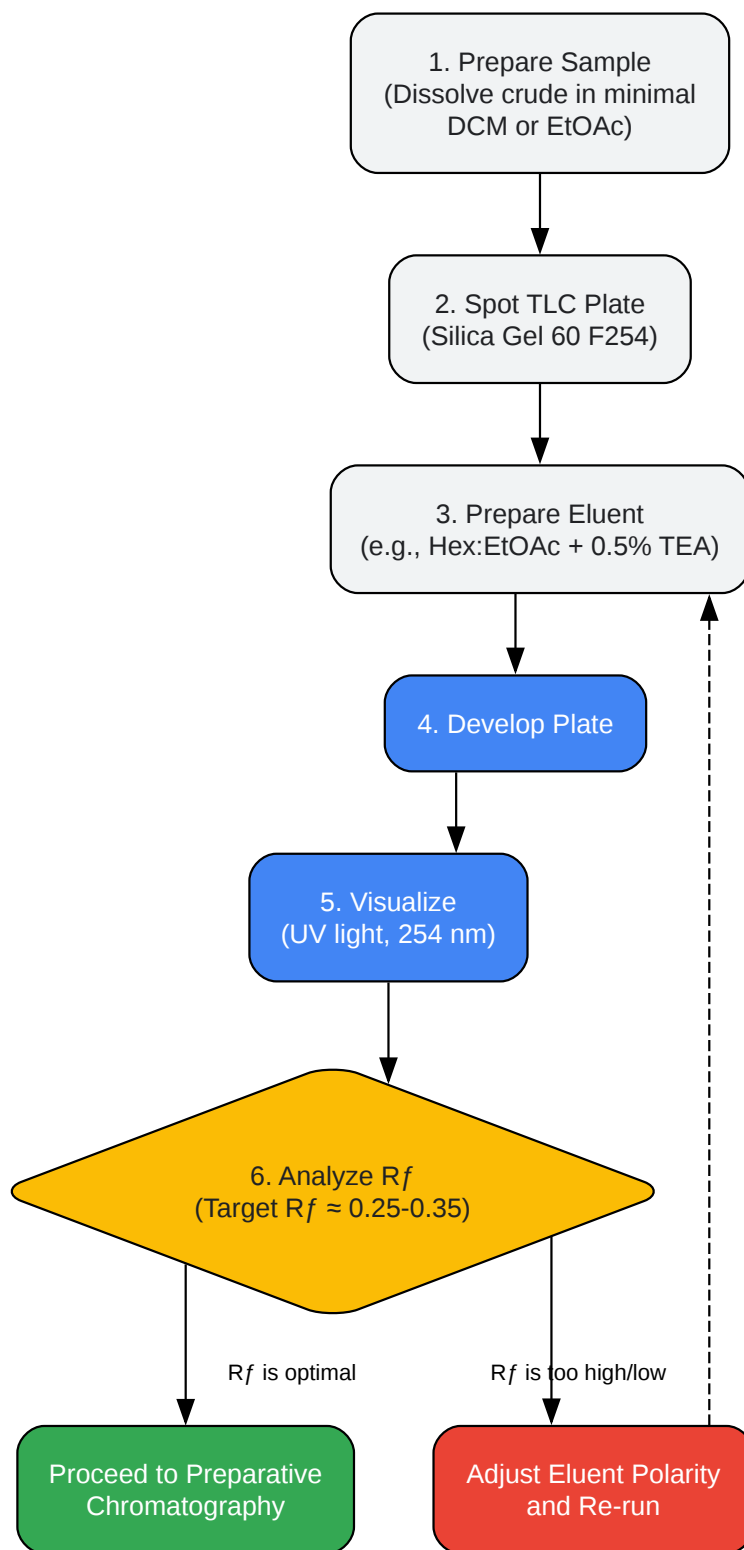 1. Prepare Sample
(Dissolve crude in minimal
DCM or EtOAc)
2. Spot TLC Plate
(Silica Gel 60 F254)
3. Prepare Eluent
(e.g., Hex:EtOAc + 0.5% TEA)
4. Develop Plate
5. Visualize
(UV light, 254 nm)
6. Analyze Rƒ
(Target Rƒ ≈ 0.25-0.35)
Rƒ is optimal
Rƒ is too high/low
Proceed to Preparative
Chromatography
Adjust Eluent Polarity
and Re-run